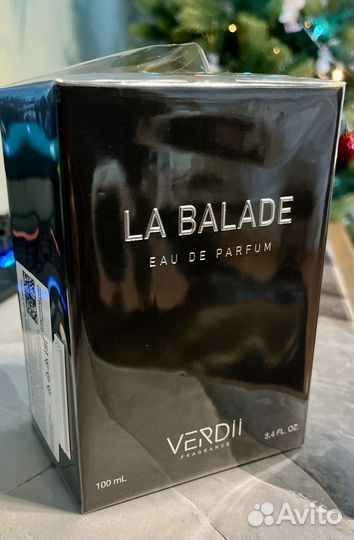 LA BALADE
EAU DE PARFUM
VERDII
FRAGRANCE
100 mL
3.4 FL. OZ.
Avito